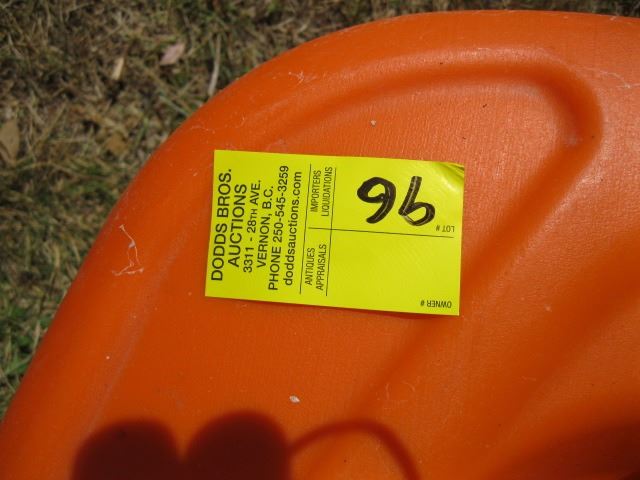 DODDS BROS.
AUCTIONS
3311 - 28TH AVE.
VERNON, B.C.
PHONE 250-545-3259
doddsauctions.com
ANTIQUES
APPRAISALS
IMPORTERS
LIQUIDATIONS
OWNER #
LOT #
96